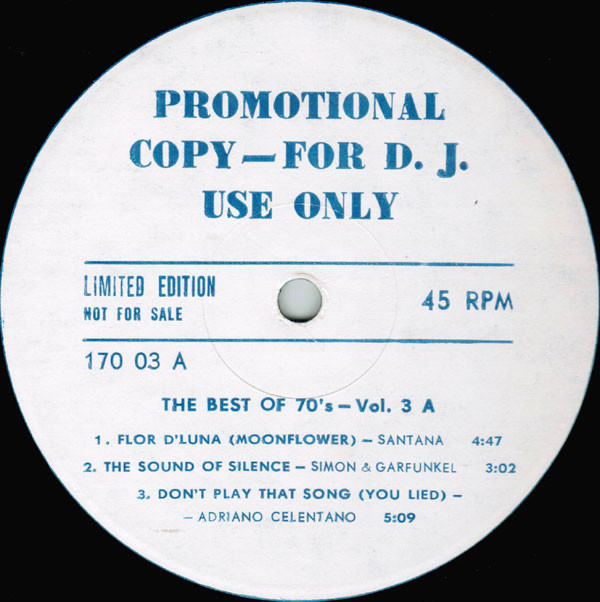 PROMOTIONAL
COPY—FOR D. J.
USE ONLY
LIMITED EDITION
NOT FOR SALE
45 RPM
170 03 A
THE BEST OF 70's – Vol. 3 A
1. FLOR D'LUNA (MOONFLOWER) – SANTANA 4:47
2. THE SOUND OF SILENCE – SIMON & GARFUNKEL 3:02
3. DON'T PLAY THAT SONG (YOU LIED) –
– ADRIANO CELENTANO 5:09